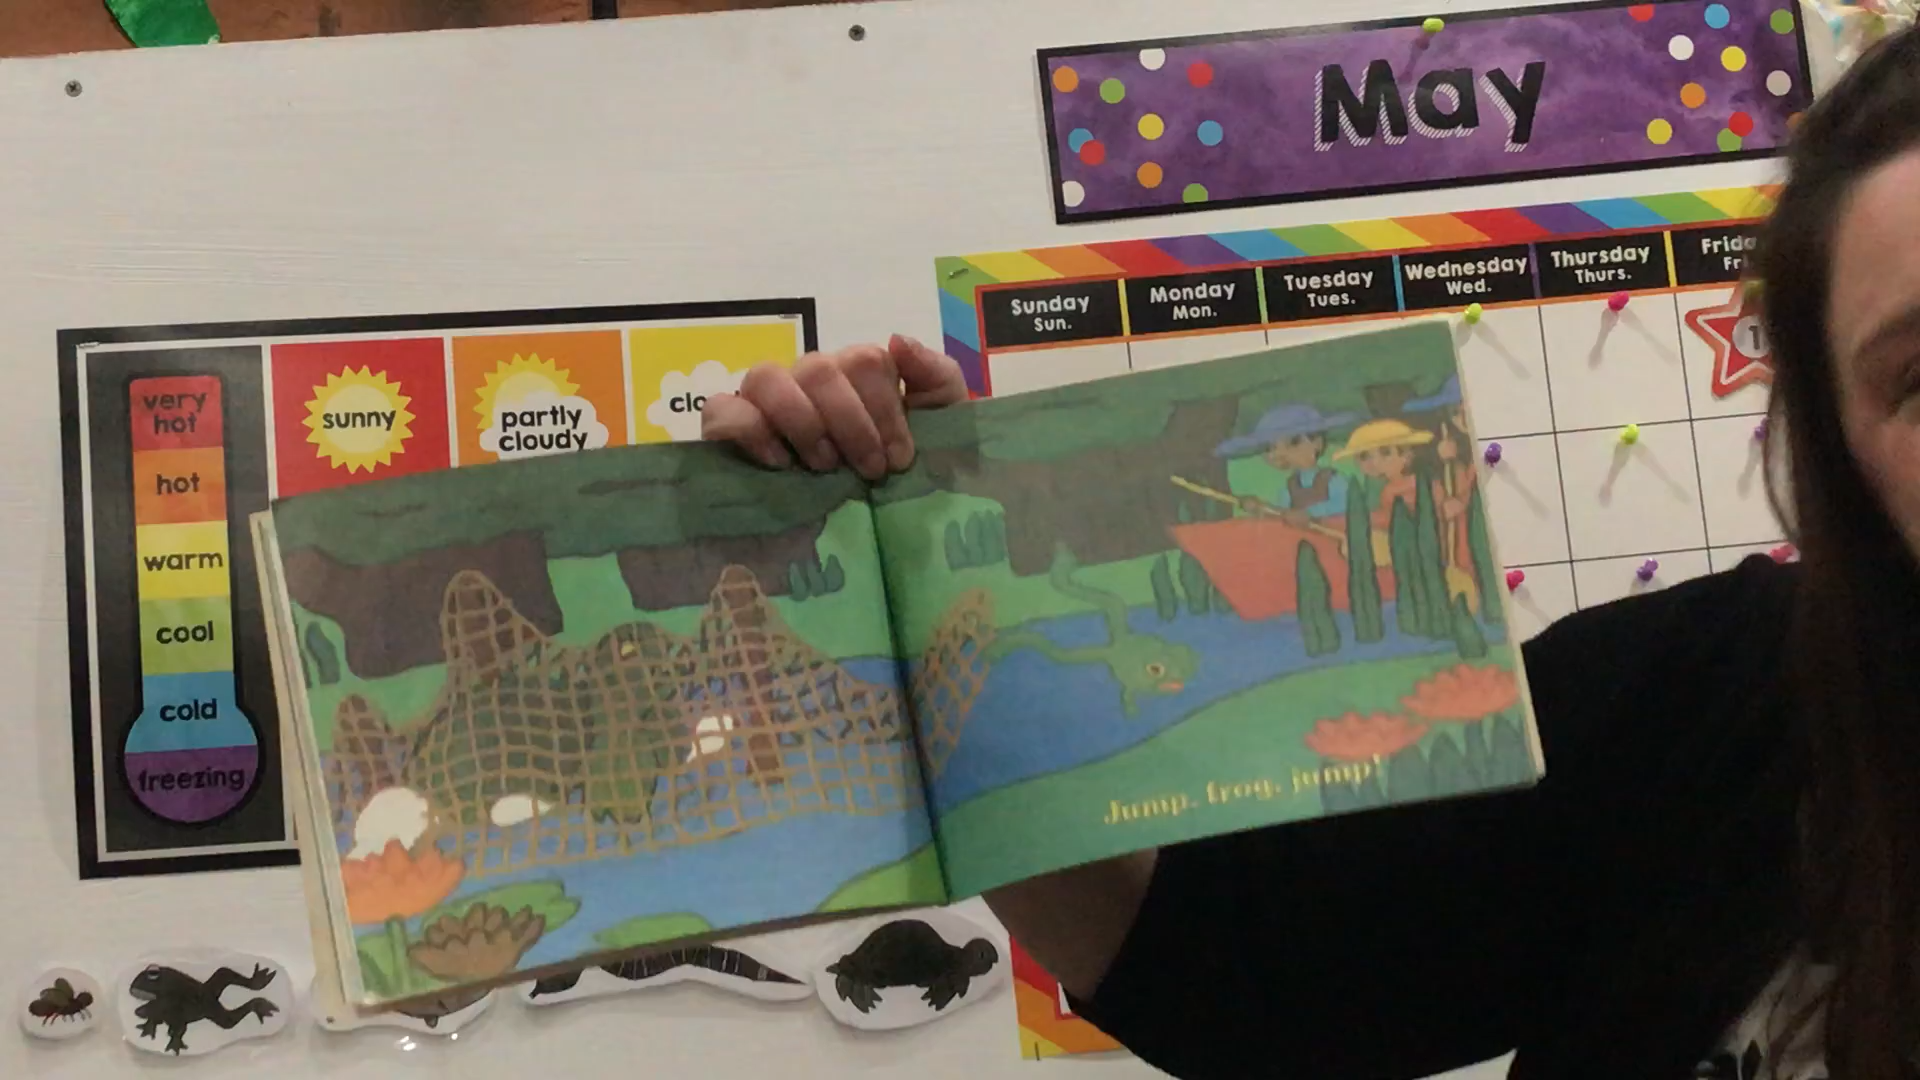 May
Sunday
Sun.
Monday
Mon.
Tuesday
Tues.
Wednesday
Wed.
Thursday
Thurs.
very
hot
hot
warm
cool
cold
freezing
sunny
partly
cloudy
Jump, frog, jump!